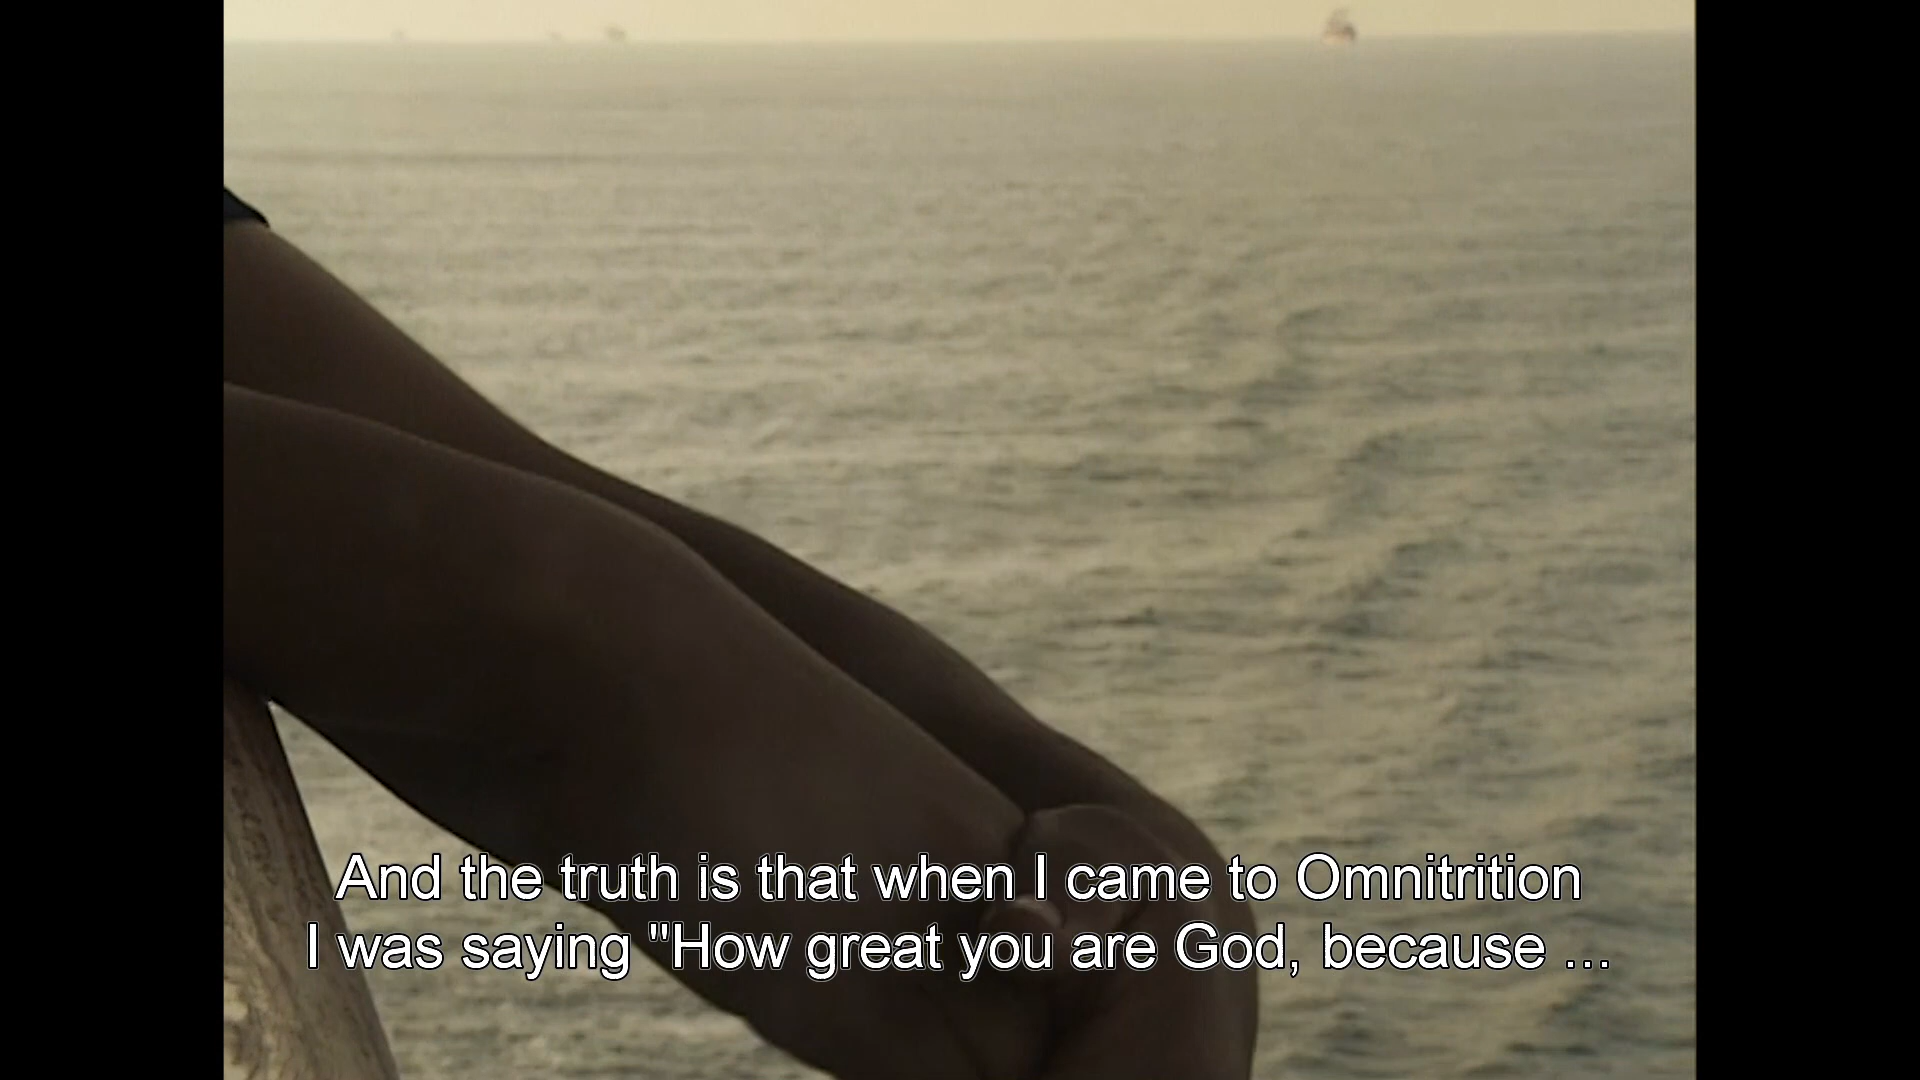 And the truth is that when I came to Omnitrition
I was saying "How great you are God, because ...